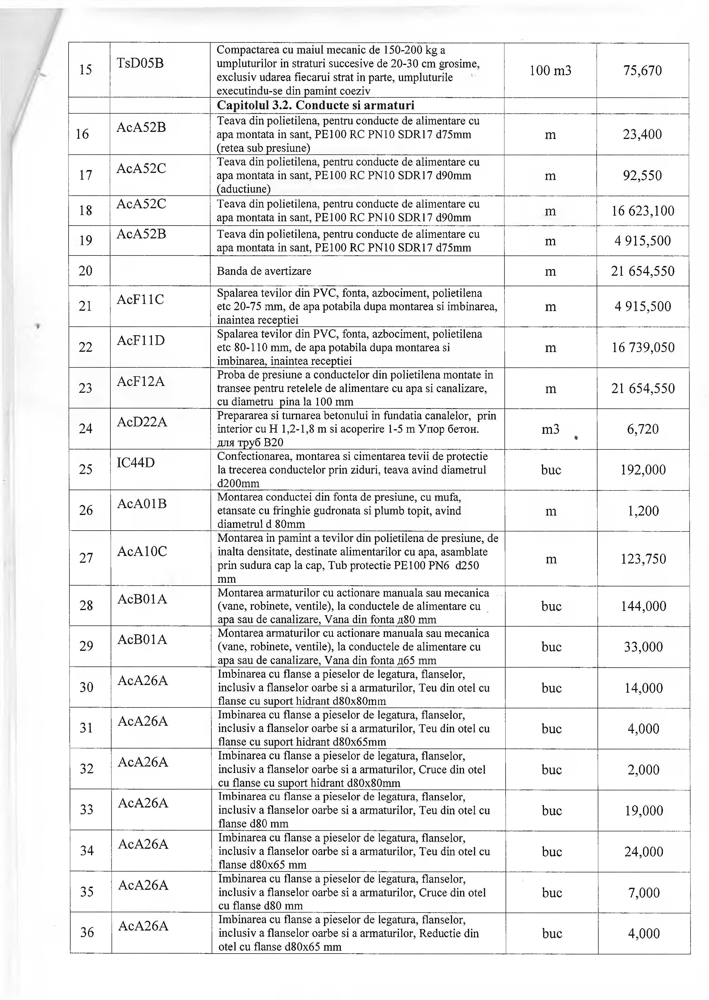 15 TsD05B Compactarea cu maiul mecanic de 150-200 kg a
umpluturilor in straturi succesive de 20-30 cm grosime,
exclusiv udarea fiecarui strat in parte, umpluturile
executindu-se din pamint coeziv 100 m3 75,670
Capitolul 3.2. Conducte si armaturi
16 AcA52B Teava din polietilena, pentru conducte de alimentare cu
apa montata in sant, PE100 RC PN10 SDR17 d75mm
(retea sub presiune) m 23,400
17 AcA52C Teava din polietilena, pentru conducte de alimentare cu
apa montata in sant, PE100 RC PN10 SDR17 d90mm
(aductiune) m 92,550
18 AcA52C Teava din polietilena, pentru conducte de alimentare cu
apa montata in sant, PE100 RC PN10 SDR17 d90mm m 16 623,100
19 AcA52B Teava din polietilena, pentru conducte de alimentare cu
apa montata in sant, PE100 RC PN10 SDR17 d75mm m 4 915,500
20 Banda de avertizare m 21 654,550
21 AcF11C Spalarea tevilor din PVC, fonta, azbociment, polietilena
etc 20-75 mm, de apa potabila dupa montarea si imbinarea,
inaintea receptiei m 4 915,500
22 AcF11D Spalarea tevilor din PVC, fonta, azbociment, polietilena
etc 80-110 mm, de apa potabila dupa montarea si
imbinarea, inaintea receptiei m 16 739,050
23 AcF12A Proba de presiune a conductelor din polietilena montate in
transee pentru retelele de alimentare cu apa si canalizare,
cu diametru pina la 100 mm m 21 654,550
24 AcD22A Prepararea si turnarea betonului in fundatia canalelor, prin
interior cu H 1,2-1,8 m si acoperire 1-5 m Упор бетон.
для труб B20 m3 6,720
25 IC44D Confectionarea, montarea si cimentarea tevii de protectie
la trecerea conductelor prin ziduri, teava avind diametrul
d200mm buc 192,000
26 AcA01B Montarea conductei din fonta de presiune, cu mufa,
etansate cu fringhie gudronata si plumb topit, avind
diametrul d 80mm m 1,200
27 AcA10C Montarea in pamint a tevilor din polietilena de presiune, de
inalta densitate, destinate alimentarilor cu apa, asamblate
prin sudura cap la cap, Tub protectie PE100 PN6 d250
mm m 123,750
28 AcB01A Montarea armaturilor cu actionare manuala sau mecanica
(vane, robinete, ventile), la conductele de alimentare cu
apa sau de canalizare, Vana din fonta д80 mm buc 144,000
29 AcB01A Montarea armaturilor cu actionare manuala sau mecanica
(vane, robinete, ventile), la conductele de alimentare cu
apa sau de canalizare, Vana din fonta д65 mm buc 33,000
30 AcA26A Imbinarea cu flanse a pieselor de legatura, flanselor,
inclusiv a flanselor oarbe si a armaturilor, Teu din otel cu
flanse cu suport hidrant d80x80mm buc 14,000
31 AcA26A Imbinarea cu flanse a pieselor de legatura, flanselor,
inclusiv a flanselor oarbe si a armaturilor, Teu din otel cu
flanse cu suport hidrant d80x65mm buc 4,000
32 AcA26A Imbinarea cu flanse a pieselor de legatura, flanselor,
inclusiv a flanselor oarbe si a armaturilor, Cruce din otel
cu flanse cu suport hidrant d80x80mm buc 2,000
33 AcA26A Imbinarea cu flanse a pieselor de legatura, flanselor,
inclusiv a flanselor oarbe si a armaturilor, Teu din otel cu
flanse d80 mm buc 19,000
34 AcA26A Imbinarea cu flanse a pieselor de legatura, flanselor,
inclusiv a flanselor oarbe si a armaturilor, Teu din otel cu
flanse d80x65 mm buc 24,000
35 AcA26A Imbinarea cu flanse a pieselor de legatura, flanselor,
inclusiv a flanselor oarbe si a armaturilor, Cruce din otel
cu flanse d80 mm buc 7,000
36 AcA26A Imbinarea cu flanse a pieselor de legatura, flanselor,
inclusiv a flanselor oarbe si a armaturilor, Reductie din
otel cu flanse d80x65 mm buc 4,000